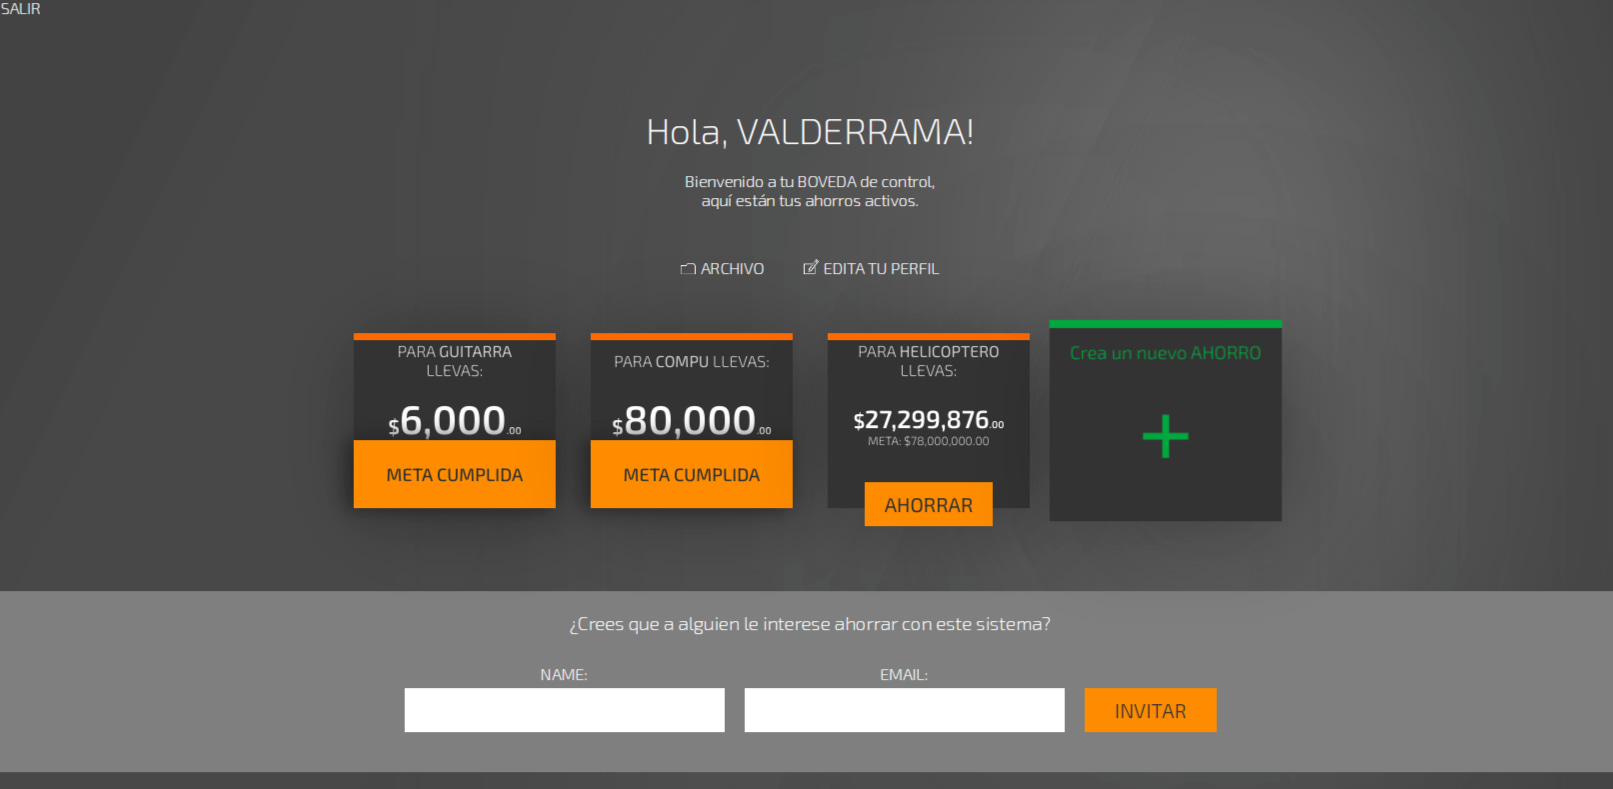 SALIR
Hola, VALDERRAMA!
Bienvenido a tu BOVEDA de control,
aquí están tus ahorros activos.
ARCHIVO
EDITA TU PERFIL
PARA GUITARRA
LLEVAS:
$6,000.00
META CUMPLIDA
PARA COMPU LLEVAS:
$80,000.00
META CUMPLIDA
PARA HELICOPTERO
LLEVAS:
$27,299,876.00
META: $78,000,000.00
AHORRAR
Crea un nuevo AHORRO
+
¿Crees que a alguien le interese ahorrar con este sistema?
NAME:
EMAIL:
INVITAR